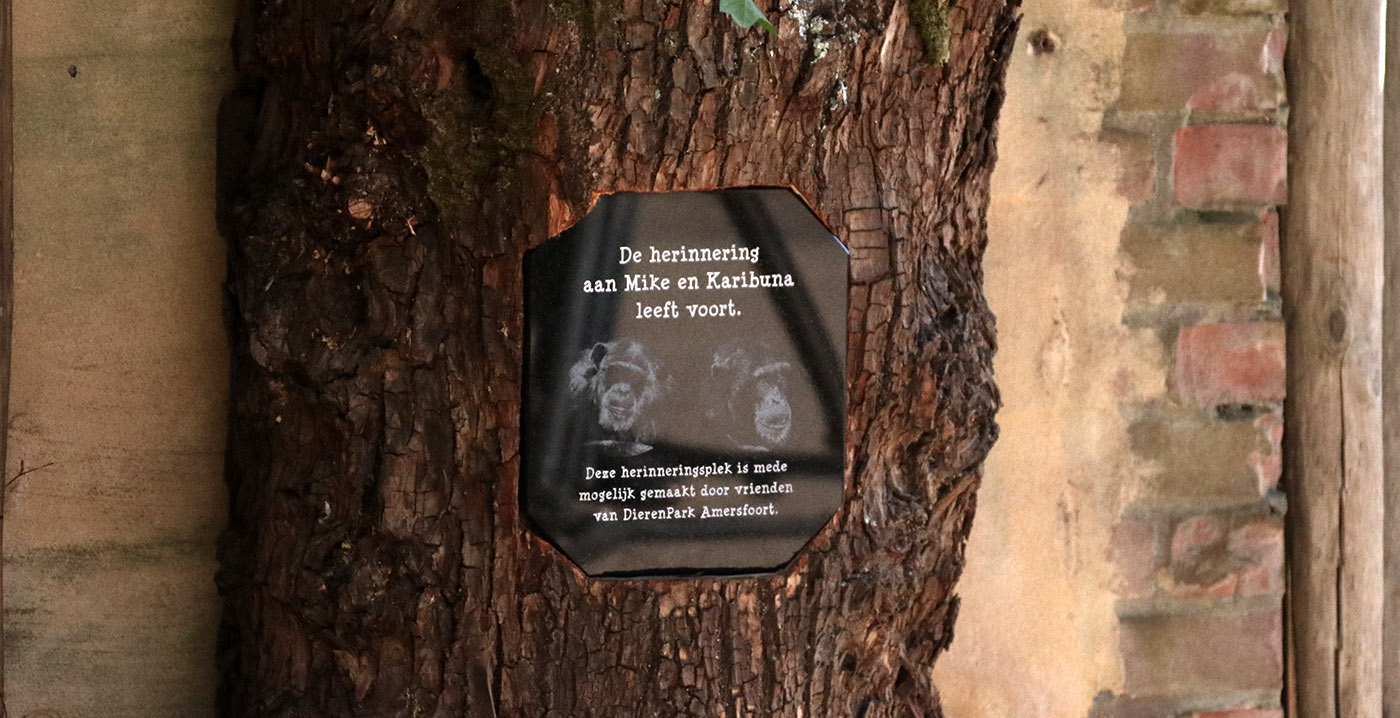 De herinnering
aan Mike en Karibuna
leeft voort.
Deze herinneringsplek is mede
mogelijk gemaakt door vrienden
van DierenPark Amersfoort.